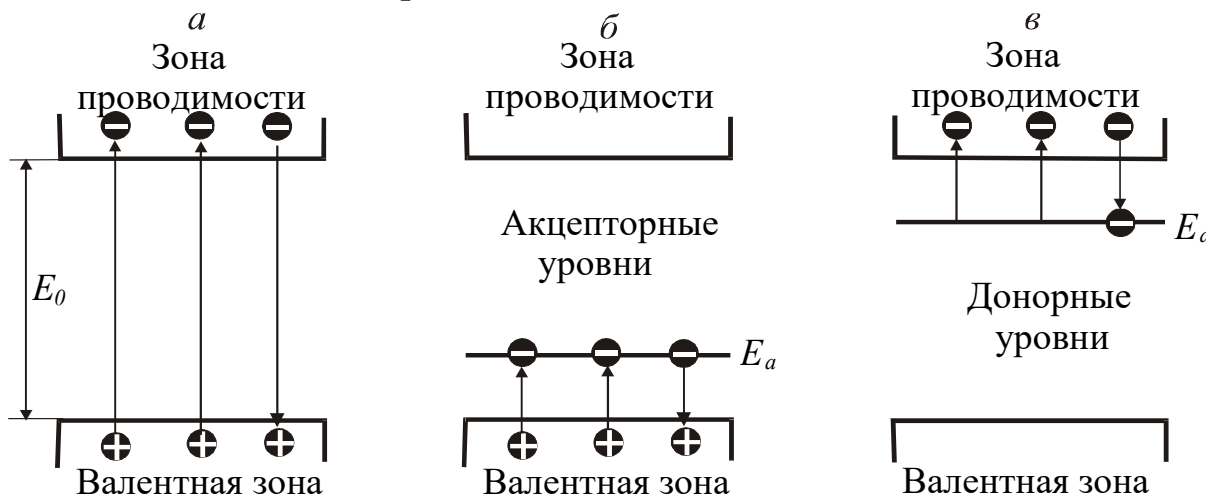 а
Зона
проводимости
E0
Валентная зона
б
Зона
проводимости
Акцепторные
уровни
Ea
Валентная зона
в
Зона
проводимости
E
Донорные
уровни
Валентная зона